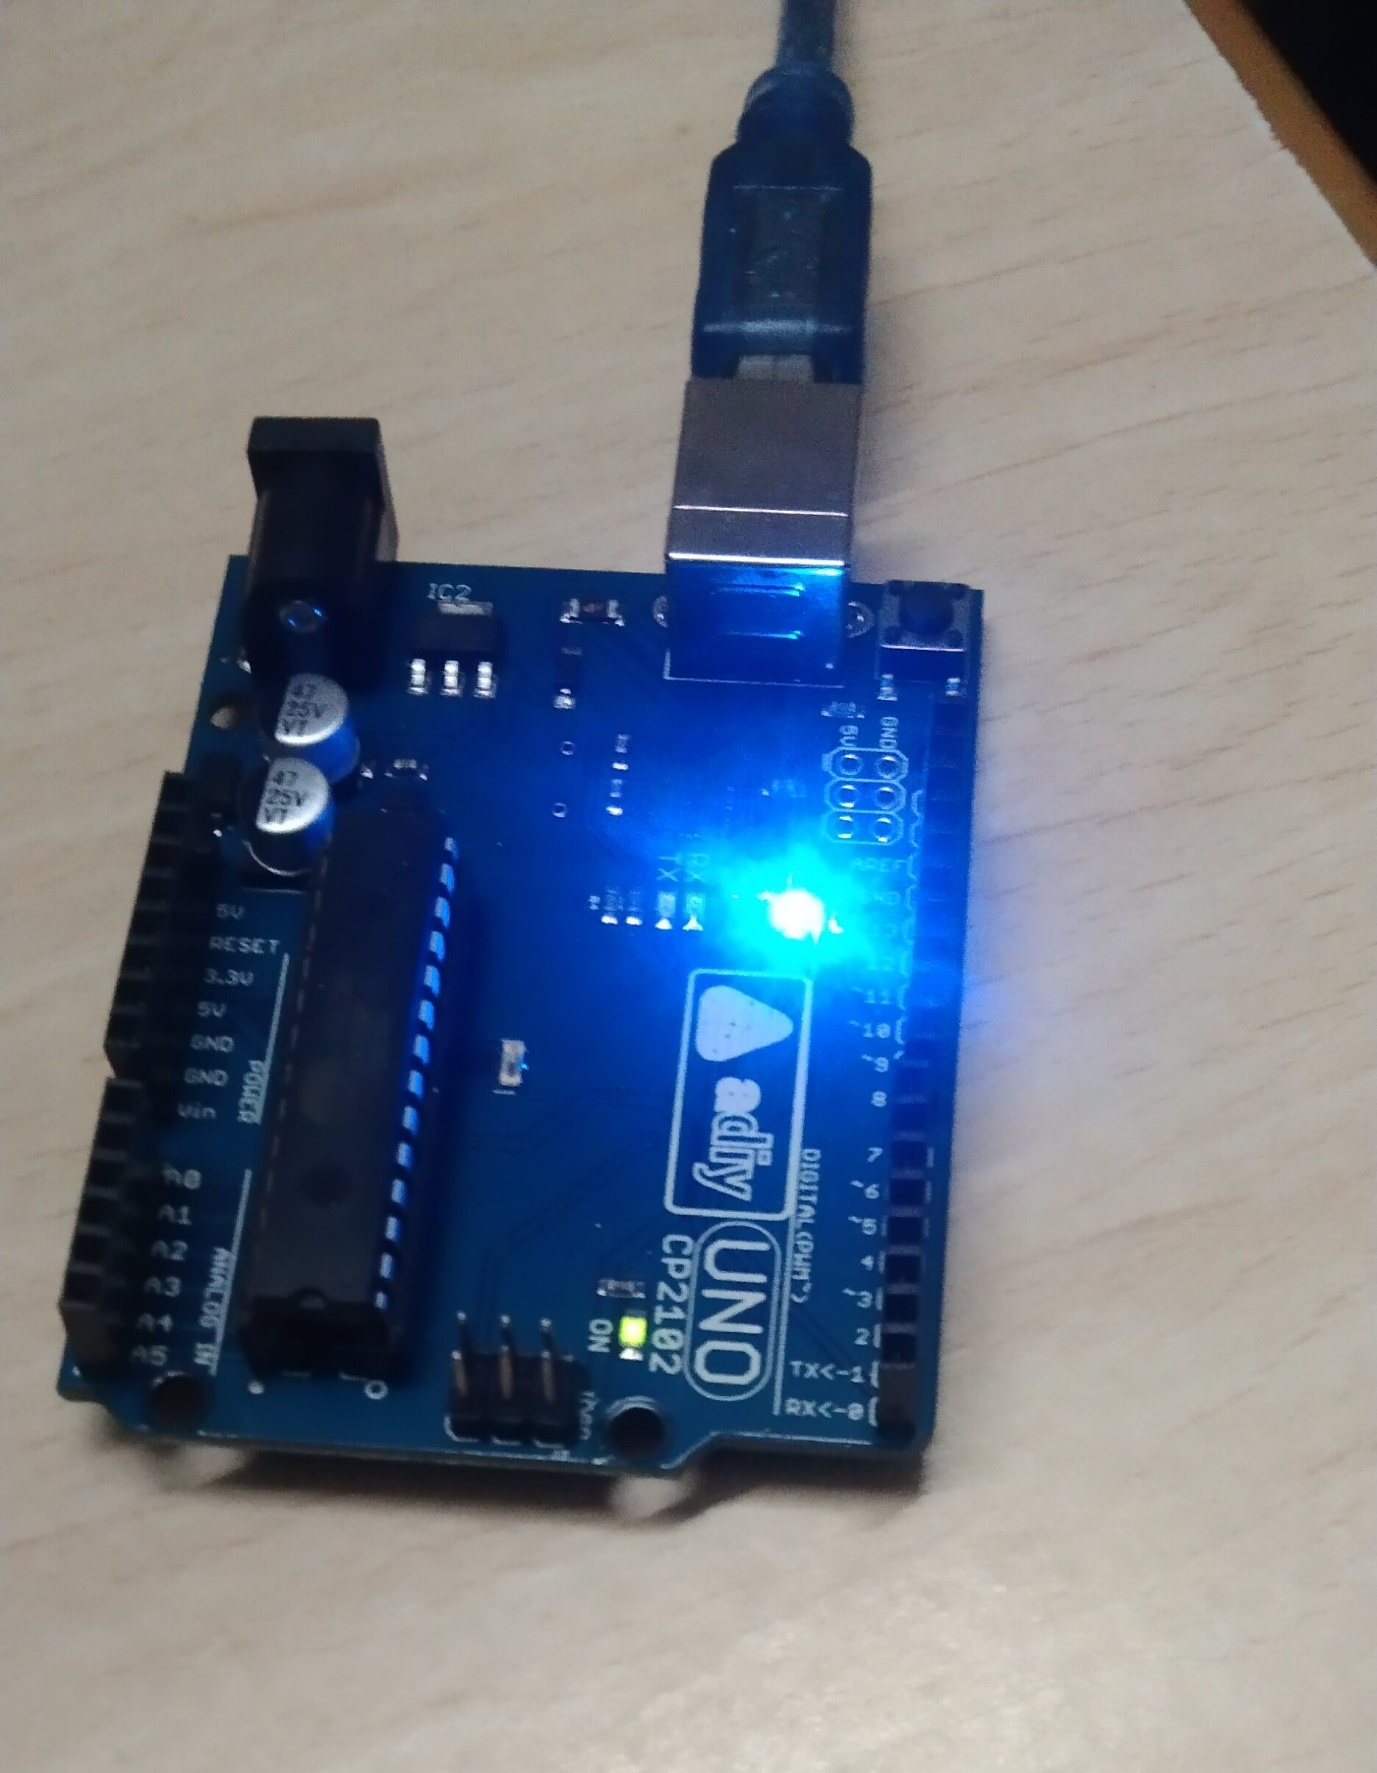 IC2
47
25V
VT
47
25V
VT
5V
GND
TX
RX
AREF
5V
RESET
3.3V
5V
GND
GND
Vin
POWER
A0
A1
A2
A3
A4
A5
ANALOG IN
12
~11
~10
~9
8
7
~6
~5
4
~3
2
TX<-1
RX<-0
DIGITAL(PWM~)
adiy
UNO
CP2102
ON